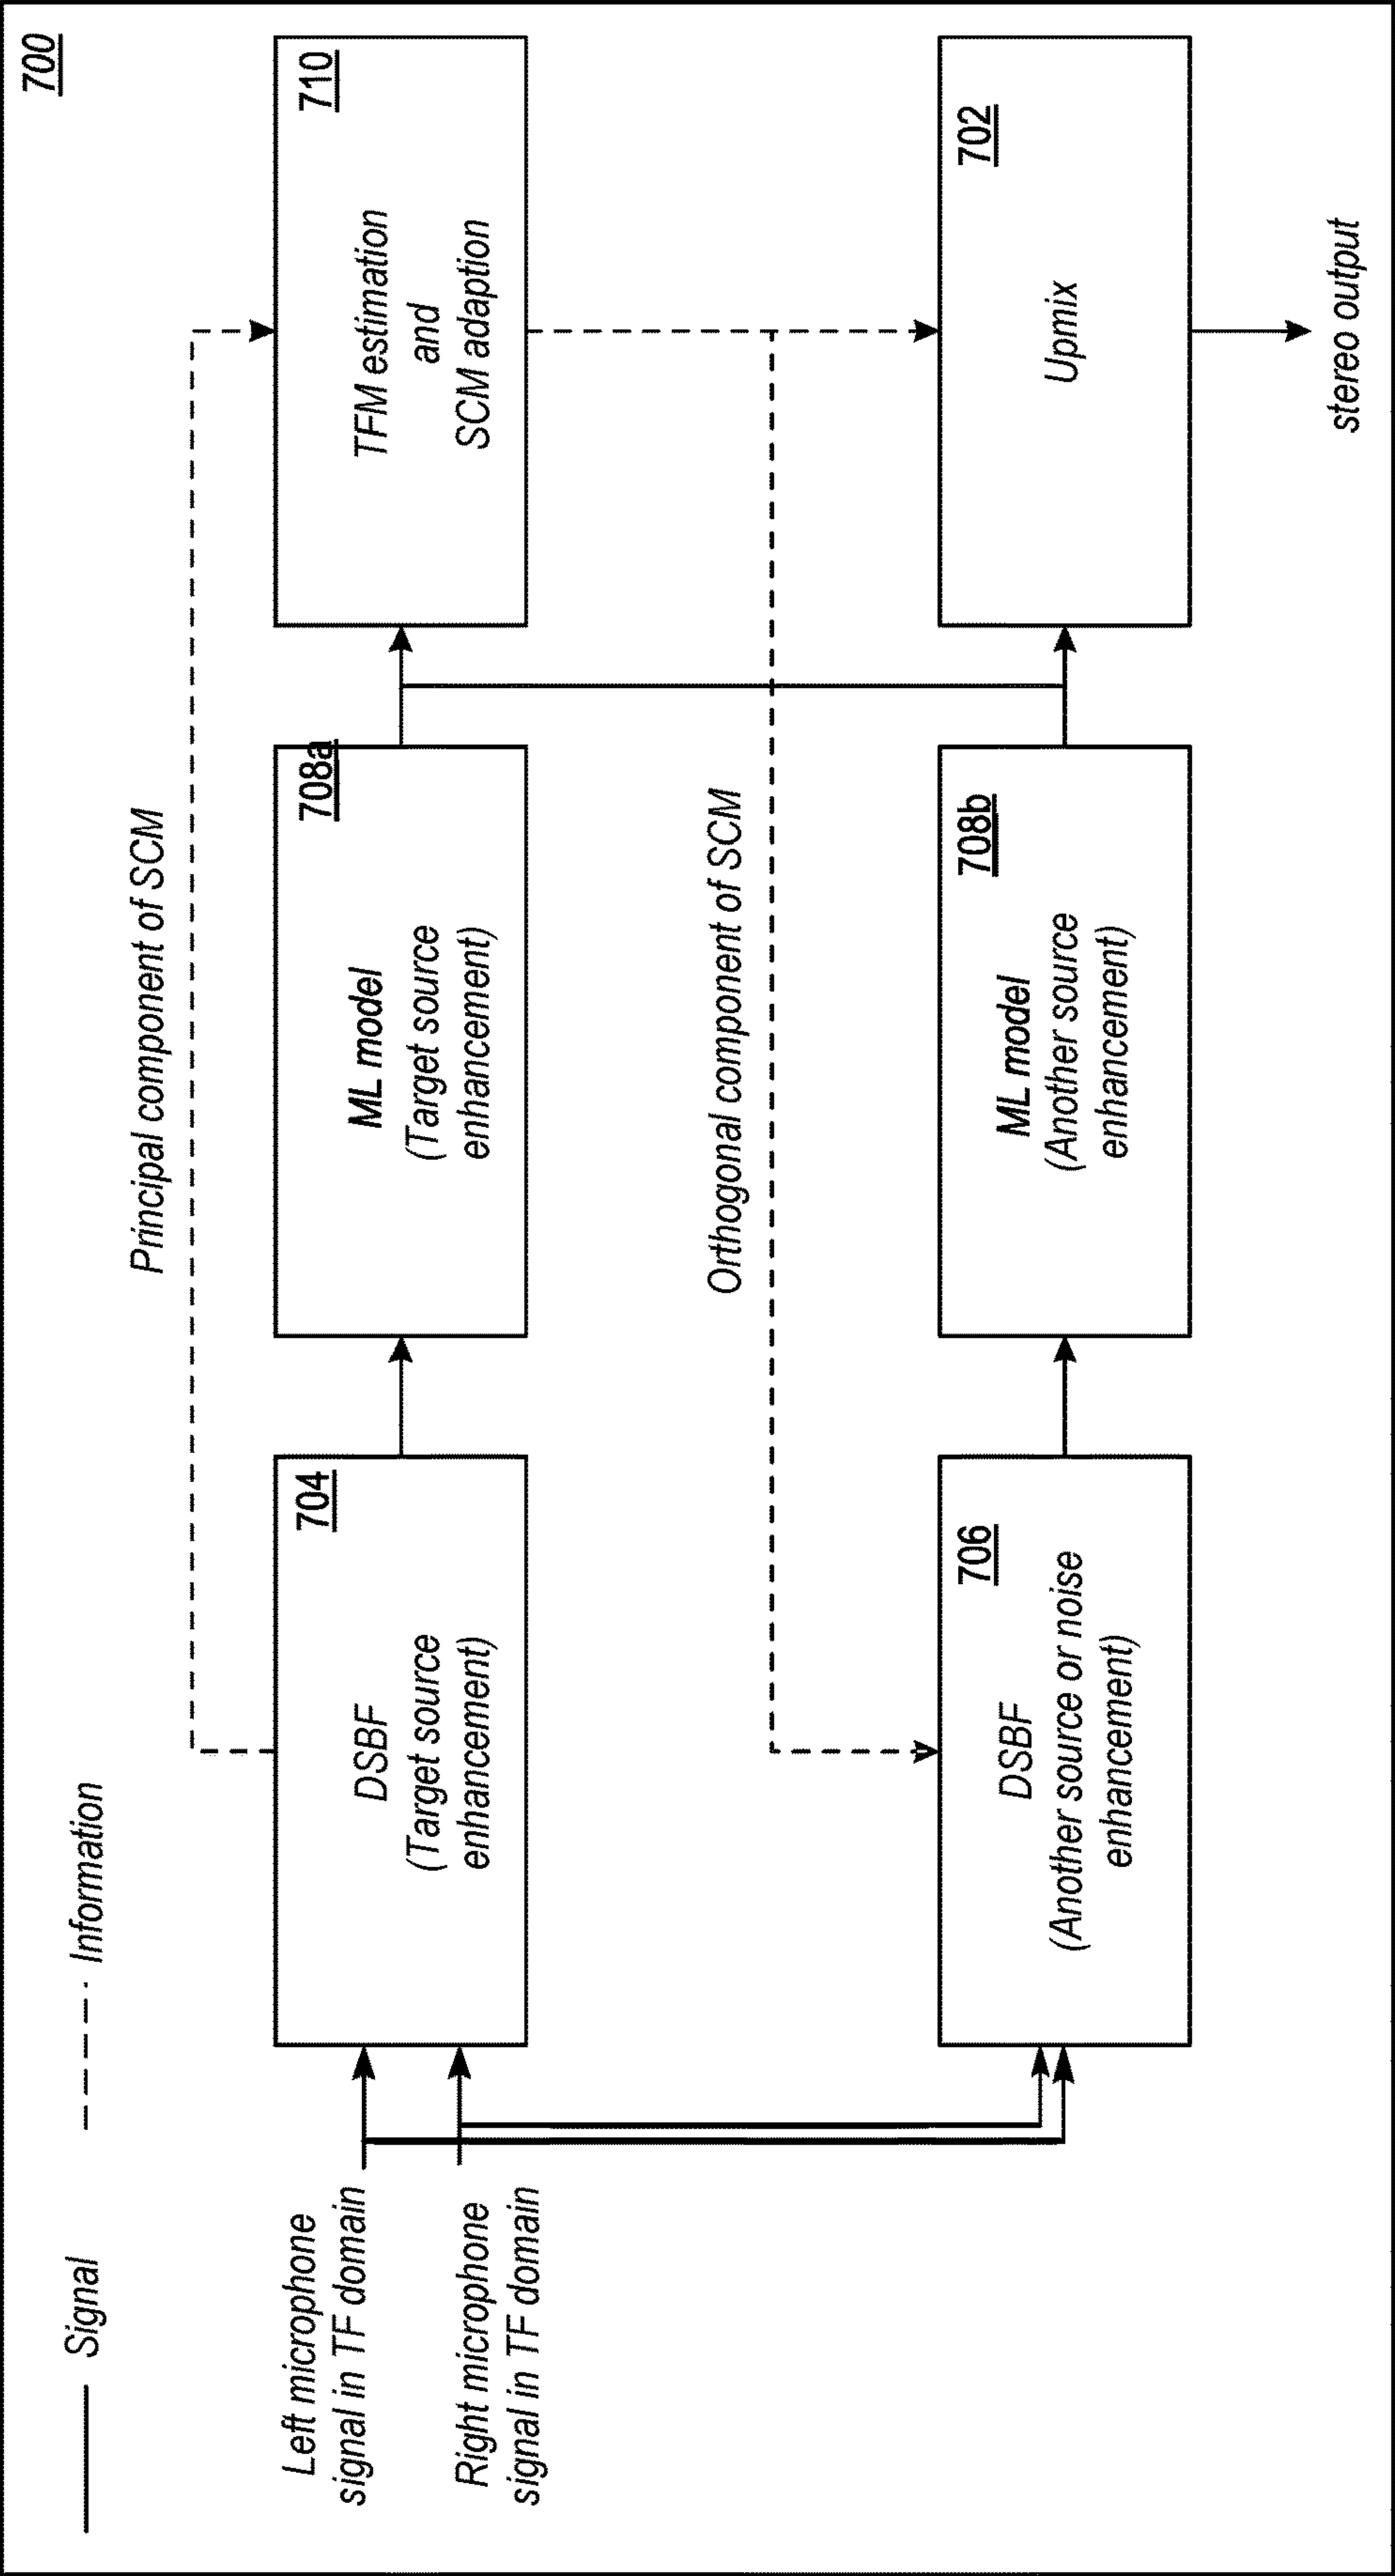 700
Signal
Information
Principal component of SCM
Left microphone
signal in TF domain
Right microphone
signal in TF domain
704
DSBF
(Target source
enhancement)
708a
ML model
(Target source
enhancement)
710
TFM estimation
and
SCM adaption
Orthogonal component of SCM
706
DSBF
(Another source or noise
enhancement)
708b
ML model
(Another source
enhancement)
702
Upmix
stereo output